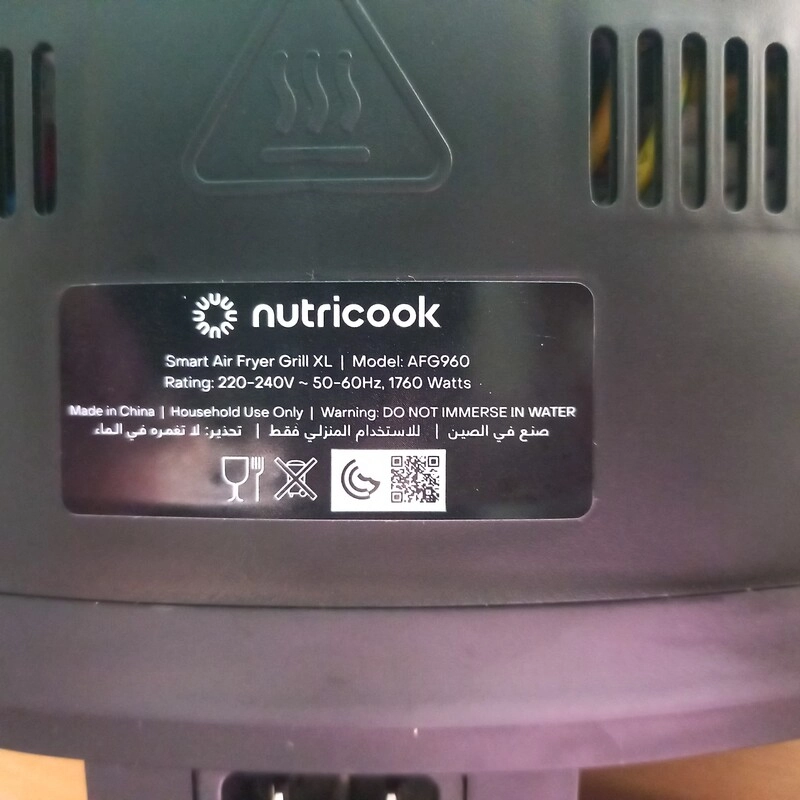 nutricook
Smart Air Fryer Grill XL | Model: AFG960
Rating: 220-240V ~ 50-60Hz, 1760 Watts
Made in China | Household Use Only | Warning: DO NOT IMMERSE IN WATER
صنع في الصين | للاستخدام المنزلي فقط | تحذير: لا تغمره في الماء